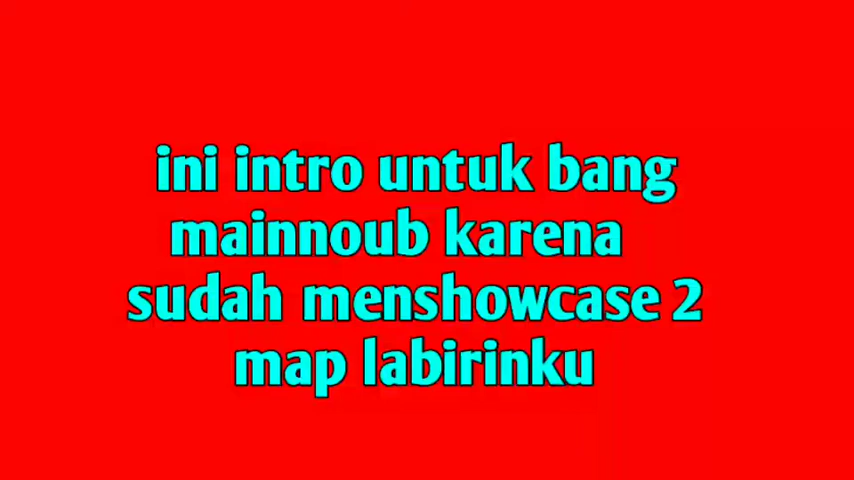 ini intro untuk bang
mainnoub karena
sudah menshowcase 2
map labirinku